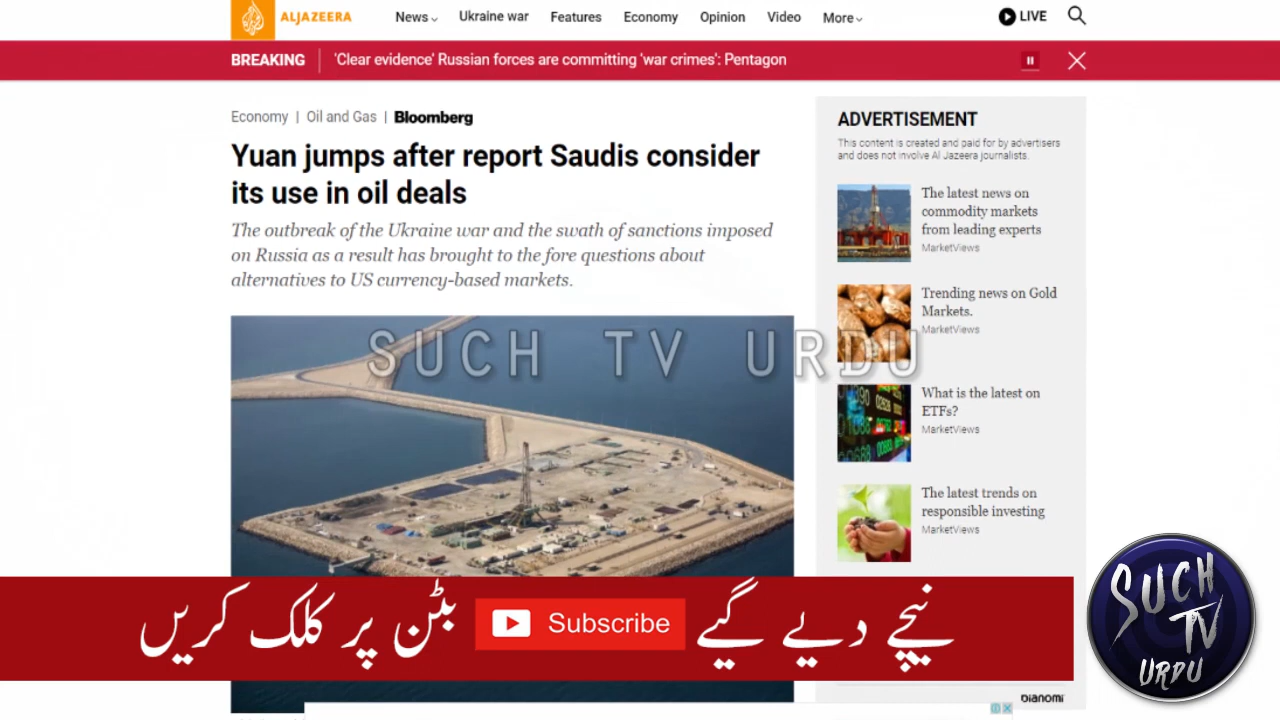 ALJAZEERA
News Ukraine war Features Economy Opinion Video More LIVE
BREAKING 'Clear evidence' Russian forces are committing 'war crimes': Pentagon
Economy | Oil and Gas | Bloomberg
Yuan jumps after report Saudis consider
its use in oil deals
The outbreak of the Ukraine war and the swath of sanctions imposed
on Russia as a result has brought to the fore questions about
alternatives to US currency-based markets.
SUCH TV URDU
ADVERTISEMENT
This content is created and paid for by advertisers
and does not involve Al Jazeera journalists.
The latest news on
commodity markets
from leading experts
MarketViews
Trending news on Gold
Markets.
MarketViews
What is the latest on
ETFs?
MarketViews
The latest trends on
responsible investing
MarketViews
نیچے دیے گیے Subscribe بٹن پر کلک کریں
SUCH
TV
URDU
DIANOMI